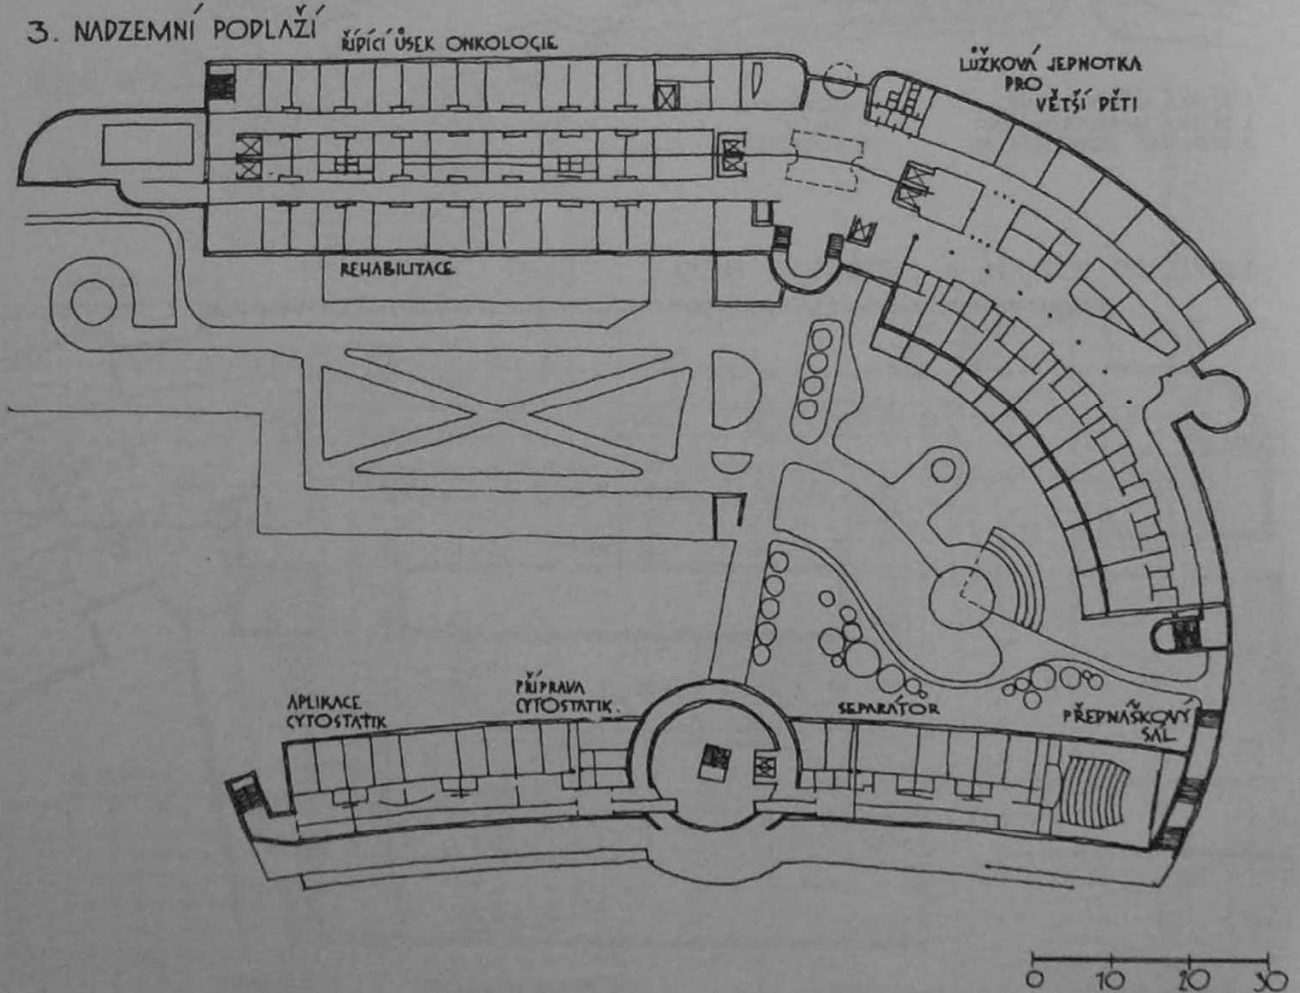 3. NADZEMNÍ PODLAŽÍ
ŘÍDÍCÍ ÚSEK ONKOLOGIE
LŮŽKOVÁ JEDNOTKA
PRO
VĚTŠÍ DĚTI
REHABILITACE
APLIKACE
CYTOSTATIK
PŘÍPRAVA
CYTOSTATIK.
SEPARÁTOR
PŘEDNÁŠKOVÝ
SÁL
0 10 20 30